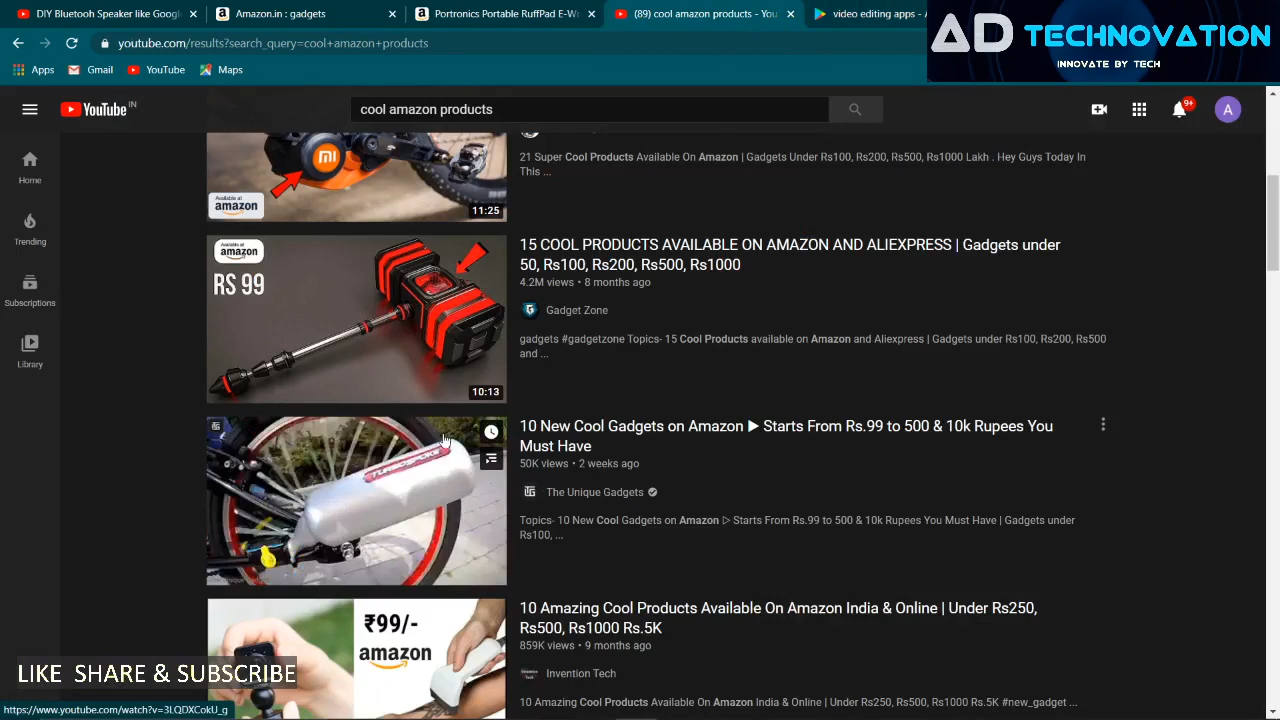 DIY Bluetooh Speaker like Googl
Amazon.in : gadgets
Portronics Portable RuffPad E-Wr
(89) cool amazon products - You
video editing apps - A
AD TECHNOVATION
INNOVATE BY TECH
youtube.com/results?search_query=cool+amazon+products
Apps
Gmail
YouTube
Maps
YouTube IN
cool amazon products
9+
A
Home
Trending
Subscriptions
Library
mi
Available at
amazon
11:25
21 Super Cool Products Available On Amazon | Gadgets Under Rs100, Rs200, Rs500, Rs1000 Lakh . Hey Guys Today In
This ...
Available at
amazon
RS 99
10:13
15 COOL PRODUCTS AVAILABLE ON AMAZON AND ALIEXPRESS | Gadgets under
50, Rs100, Rs200, Rs500, Rs1000
4.2M views • 8 months ago
Gadget Zone
gadgets #gadgetzone Topics- 15 Cool Products available on Amazon and Aliexpress | Gadgets under Rs100, Rs200, Rs500
and ...
TURBOSPOKE
10 New Cool Gadgets on Amazon ▶ Starts From Rs.99 to 500 & 10k Rupees You
Must Have
50K views • 2 weeks ago
The Unique Gadgets
Topics- 10 New Cool Gadgets on Amazon ▷ Starts From Rs.99 to 500 & 10k Rupees You Must Have | Gadgets under
Rs100, ...
₹99/-
amazon
10 Amazing Cool Products Available On Amazon India & Online | Under Rs250,
Rs500, Rs1000 Rs.5K
859K views • 9 months ago
Invention Tech
10 Amazing Cool Products Available On Amazon India & Online | Under Rs250, Rs500, Rs1000 Rs.5K #new_gadget ...
LIKE SHARE & SUBSCRIBE
https://www.youtube.com/watch?v=3LQDXCokU_g